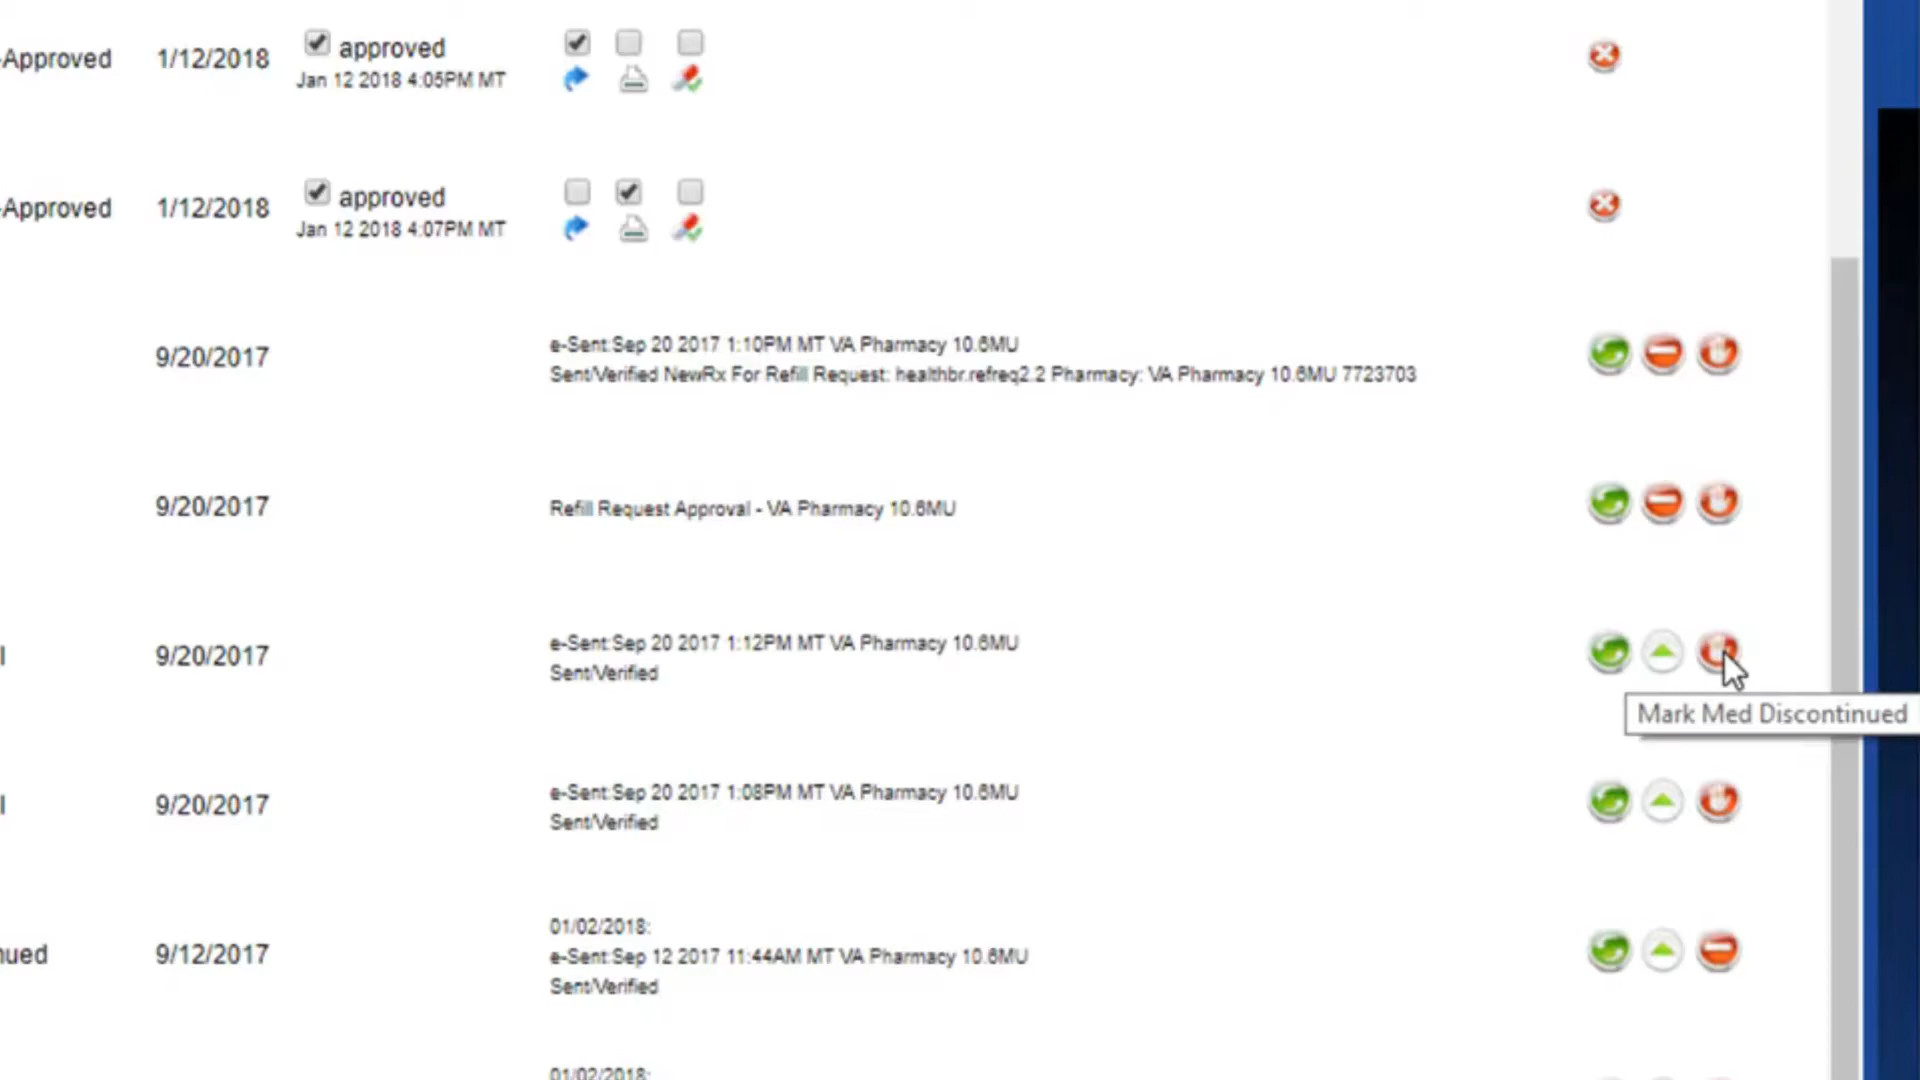 -Approved 1/12/2018 approved
Jan 12 2018 4:05PM MT
-Approved 1/12/2018 approved
Jan 12 2018 4:07PM MT
e-Sent:Sep 20 2017 1:10PM MT VA Pharmacy 10.6MU
9/20/2017
Sent/Verified NewRx For Refill Request: healthbr.refreq2.2 Pharmacy: VA Pharmacy 10.6MU 7723703
9/20/2017 Refill Request Approval - VA Pharmacy 10.6MU
e-Sent:Sep 20 2017 1:12PM MT VA Pharmacy 10.6MU
l 9/20/2017
Sent/Verified
Mark Med Discontinued
e-Sent:Sep 20 2017 1:08PM MT VA Pharmacy 10.6MU
l 9/20/2017
Sent/Verified
01/02/2018:
nued 9/12/2017 e-Sent:Sep 12 2017 11:44AM MT VA Pharmacy 10.6MU
Sent/Verified
01/02/2018: